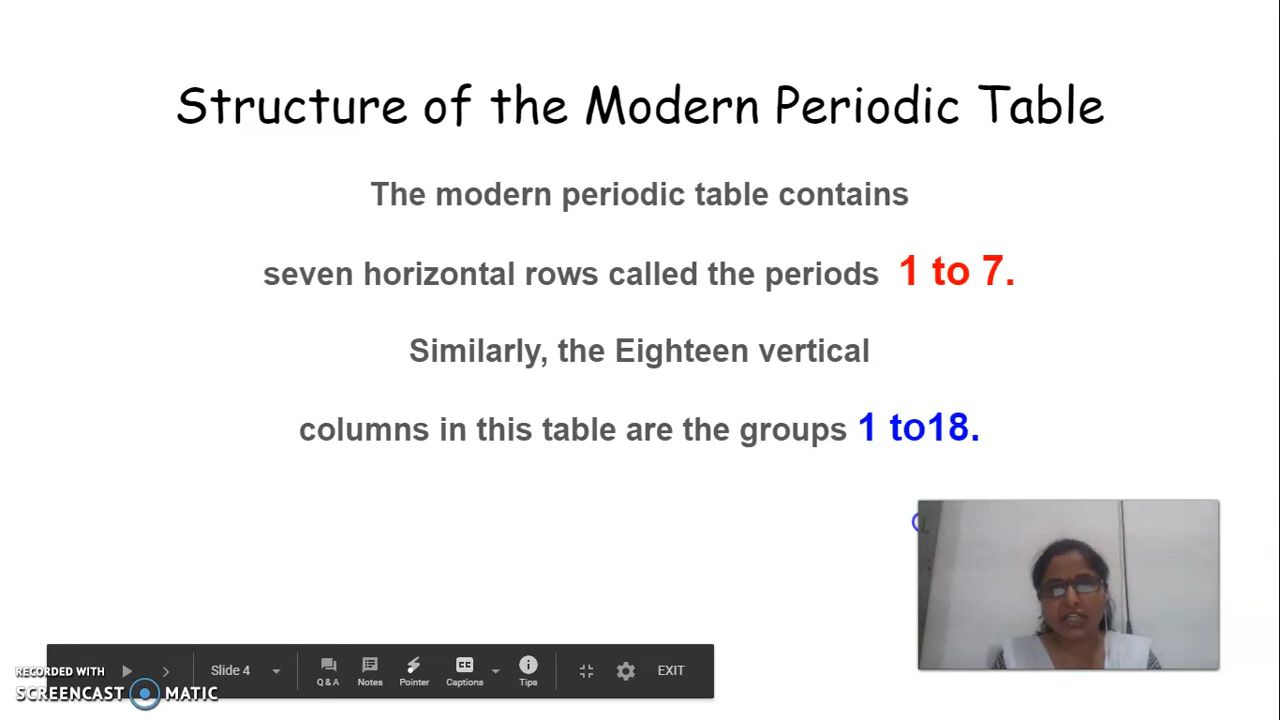 Structure of the Modern Periodic Table
The modern periodic table contains
seven horizontal rows called the periods 1 to 7.
Similarly, the Eighteen vertical
columns in this table are the groups 1 to18.
RECORDED WITH
SCREENCAST MATIC
Slide 4
Q & A
Notes
Pointer
CC
Captions
Tips
EXIT